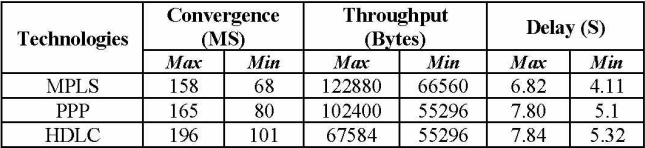 Technologies Convergence (MS) Throughput (Bytes) Delay (S)
Max Min Max Min Max Min
MPLS 158 68 122880 66560 6.82 4.11
PPP 165 80 102400 55296 7.80 5.1
HDLC 196 101 67584 55296 7.84 5.32